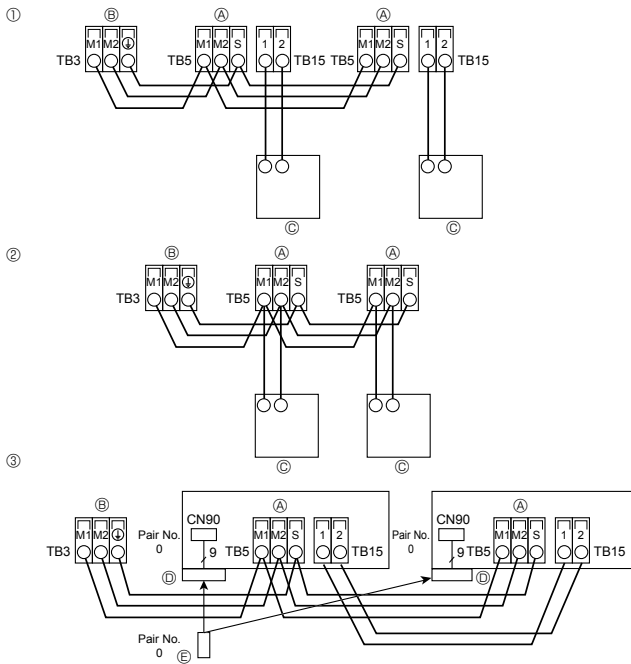 ①
Ⓑ Ⓐ Ⓐ
M1 M2 ⏚ M1 M2 S 1 2 M1 M2 S 1 2
TB3 TB5 TB15 TB5 TB15
Ⓒ Ⓒ
②
Ⓑ Ⓐ Ⓐ
M1 M2 ⏚ M1 M2 S M1 M2 S
TB3 TB5 TB5
Ⓒ Ⓒ
③
Ⓑ Ⓐ Ⓐ
CN90 CN90
Pair No. Pair No.
0 0
M1 M2 ⏚ M1 M2 S 1 2 M1 M2 S 1 2
TB3 9 TB5 TB15 9 TB5 TB15
Ⓓ Ⓓ
Pair No.
0 Ⓔ